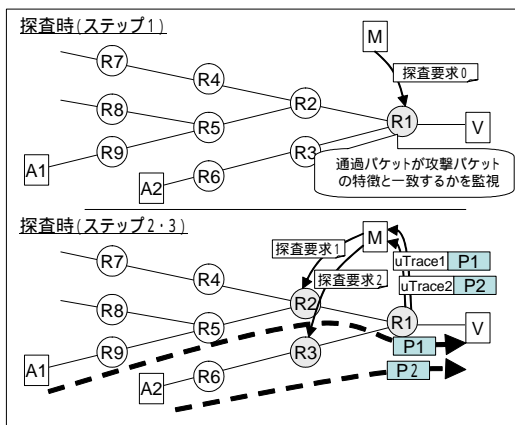 探査時(ステップ1)
M
R7
R4
探査要求0
R2
R8
R5
R1
V
R9
R3
A1
A2
R6
通過パケットが攻撃パケット
の特徴と一致するかを監視
探査時(ステップ2・3)
M
探査要求1
uTrace1 P1
R7
R4
探査要求2
uTrace2 P2
R2
R8
R5
R1
V
R9
R3
P1
A1
A2
R6
P2